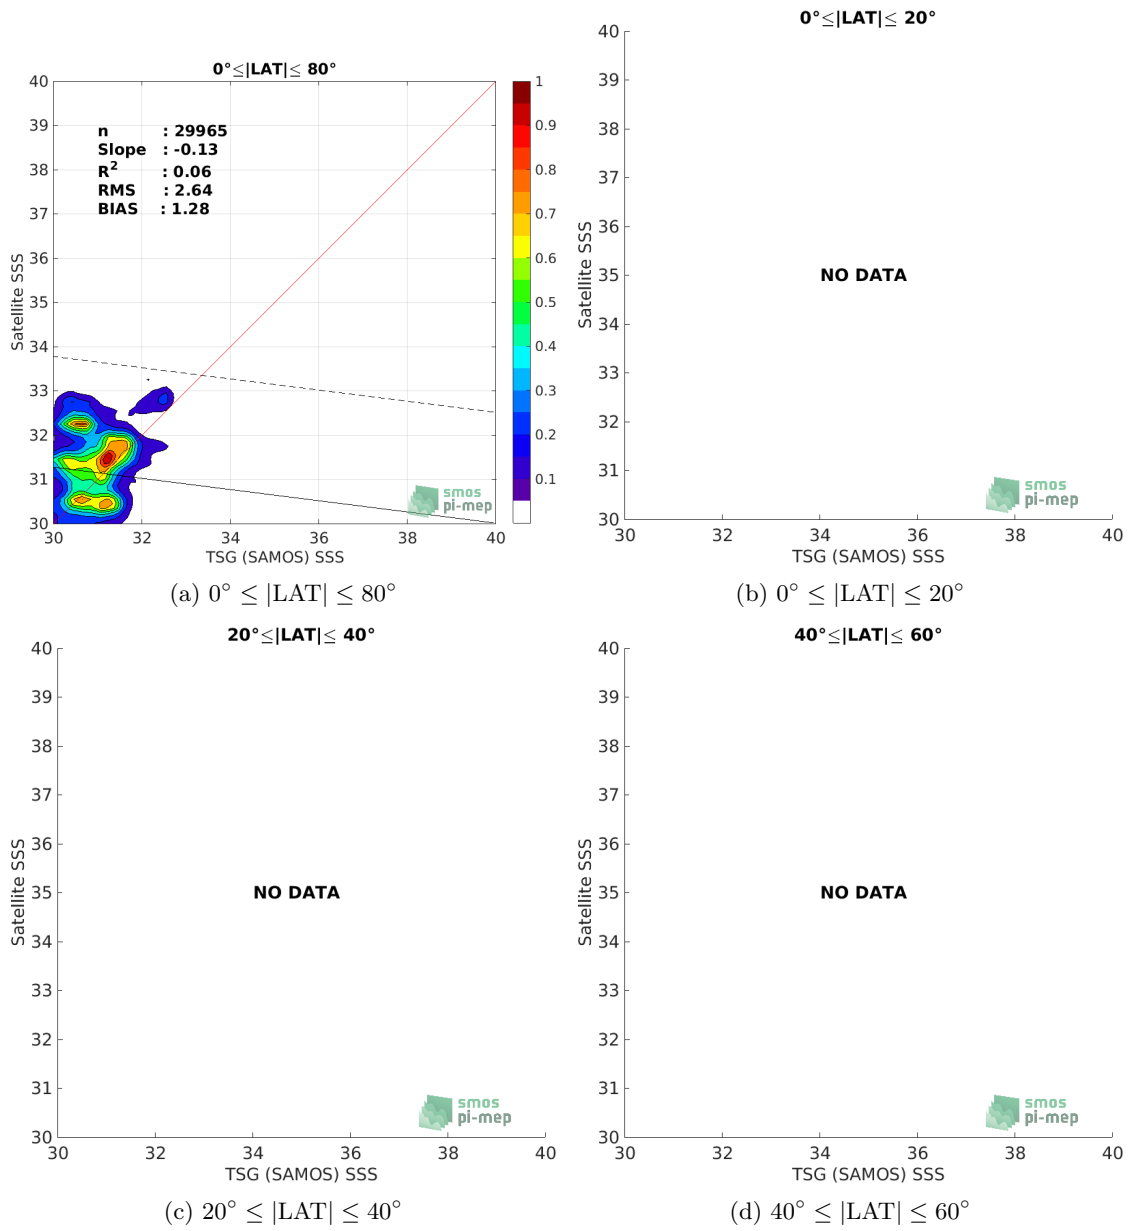 0°≤|LAT|≤ 80°
40
39
38
37
36
35
34
33
32
31
30
Satellite SSS
n : 29965
Slope : -0.13
R² : 0.06
RMS : 2.64
BIAS : 1.28
1
0.9
0.8
0.7
0.6
0.5
0.4
0.3
0.2
0.1
smos
pi-mep
30 32 34 36 38 40
TSG (SAMOS) SSS
(a) 0° ≤ |LAT| ≤ 80°
0°≤|LAT|≤ 20°
40
39
38
37
36
35
34
33
32
31
30
Satellite SSS
NO DATA
smos
pi-mep
30 32 34 36 38 40
TSG (SAMOS) SSS
(b) 0° ≤ |LAT| ≤ 20°
20°≤|LAT|≤ 40°
40
39
38
37
36
35
34
33
32
31
30
Satellite SSS
NO DATA
smos
pi-mep
30 32 34 36 38 40
TSG (SAMOS) SSS
(c) 20° ≤ |LAT| ≤ 40°
40°≤|LAT|≤ 60°
40
39
38
37
36
35
34
33
32
31
30
Satellite SSS
NO DATA
smos
pi-mep
30 32 34 36 38 40
TSG (SAMOS) SSS
(d) 40° ≤ |LAT| ≤ 60°